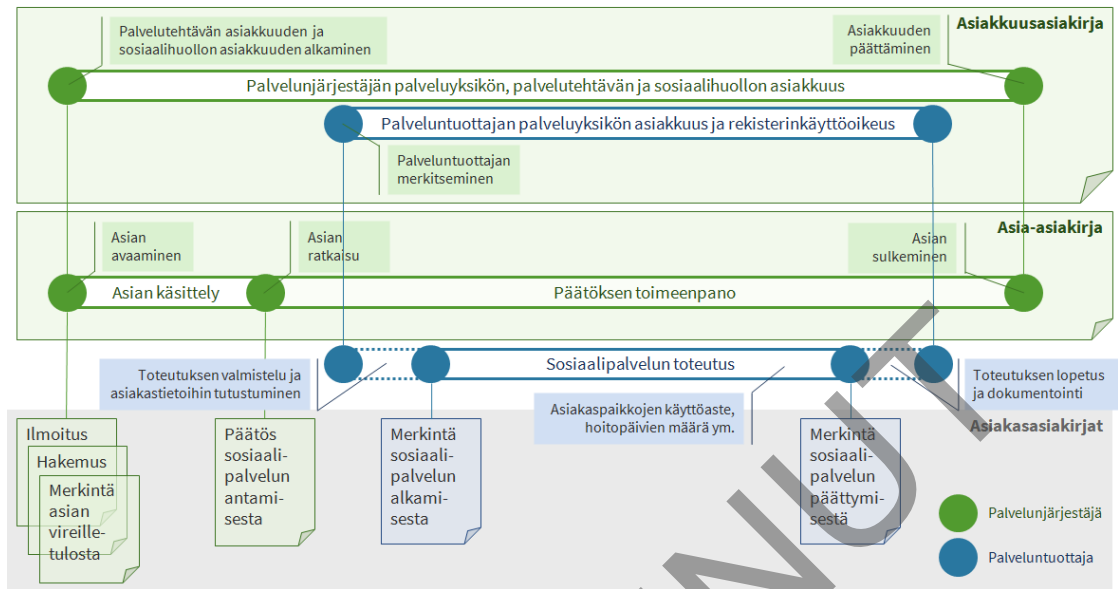 Asiakkuusasiakirja
Palvelutehtävän asiakkuuden ja
sosiaalihuollon asiakkuuden alkaminen
Asiakkuuden
päättäminen
Palvelunjärjestäjän palveluyksikön, palvelutehtävän ja sosiaalihuollon asiakkuus
Palveluntuottajan palveluyksikön asiakkuus ja rekisterinkäyttöoikeus
Palveluntuottajan
merkitseminen
Asia-asiakirja
Asian
avaaminen
Asian
ratkaisu
Asian
sulkeminen
Asian käsittely
Päätöksen toimeenpano
Sosiaalipalvelun toteutus
Toteutuksen valmistelu ja
asiakastietoihin tutustuminen
Asiakaspaikkojen käyttöaste,
hoitopäivien määrä ym.
Toteutuksen lopetus
ja dokumentointi
Asiakasasiakirjat
Ilmoitus
Hakemus
Merkintä
asian
vireille-
tulosta
Päätös
sosiaali-
palvelun
antami-
sesta
Merkintä
sosiaali-
palvelun
alkami-
sesta
Merkintä
sosiaali-
palvelun
päättymi-
sestä
Palvelunjärjestäjä
Palveluntuottaja